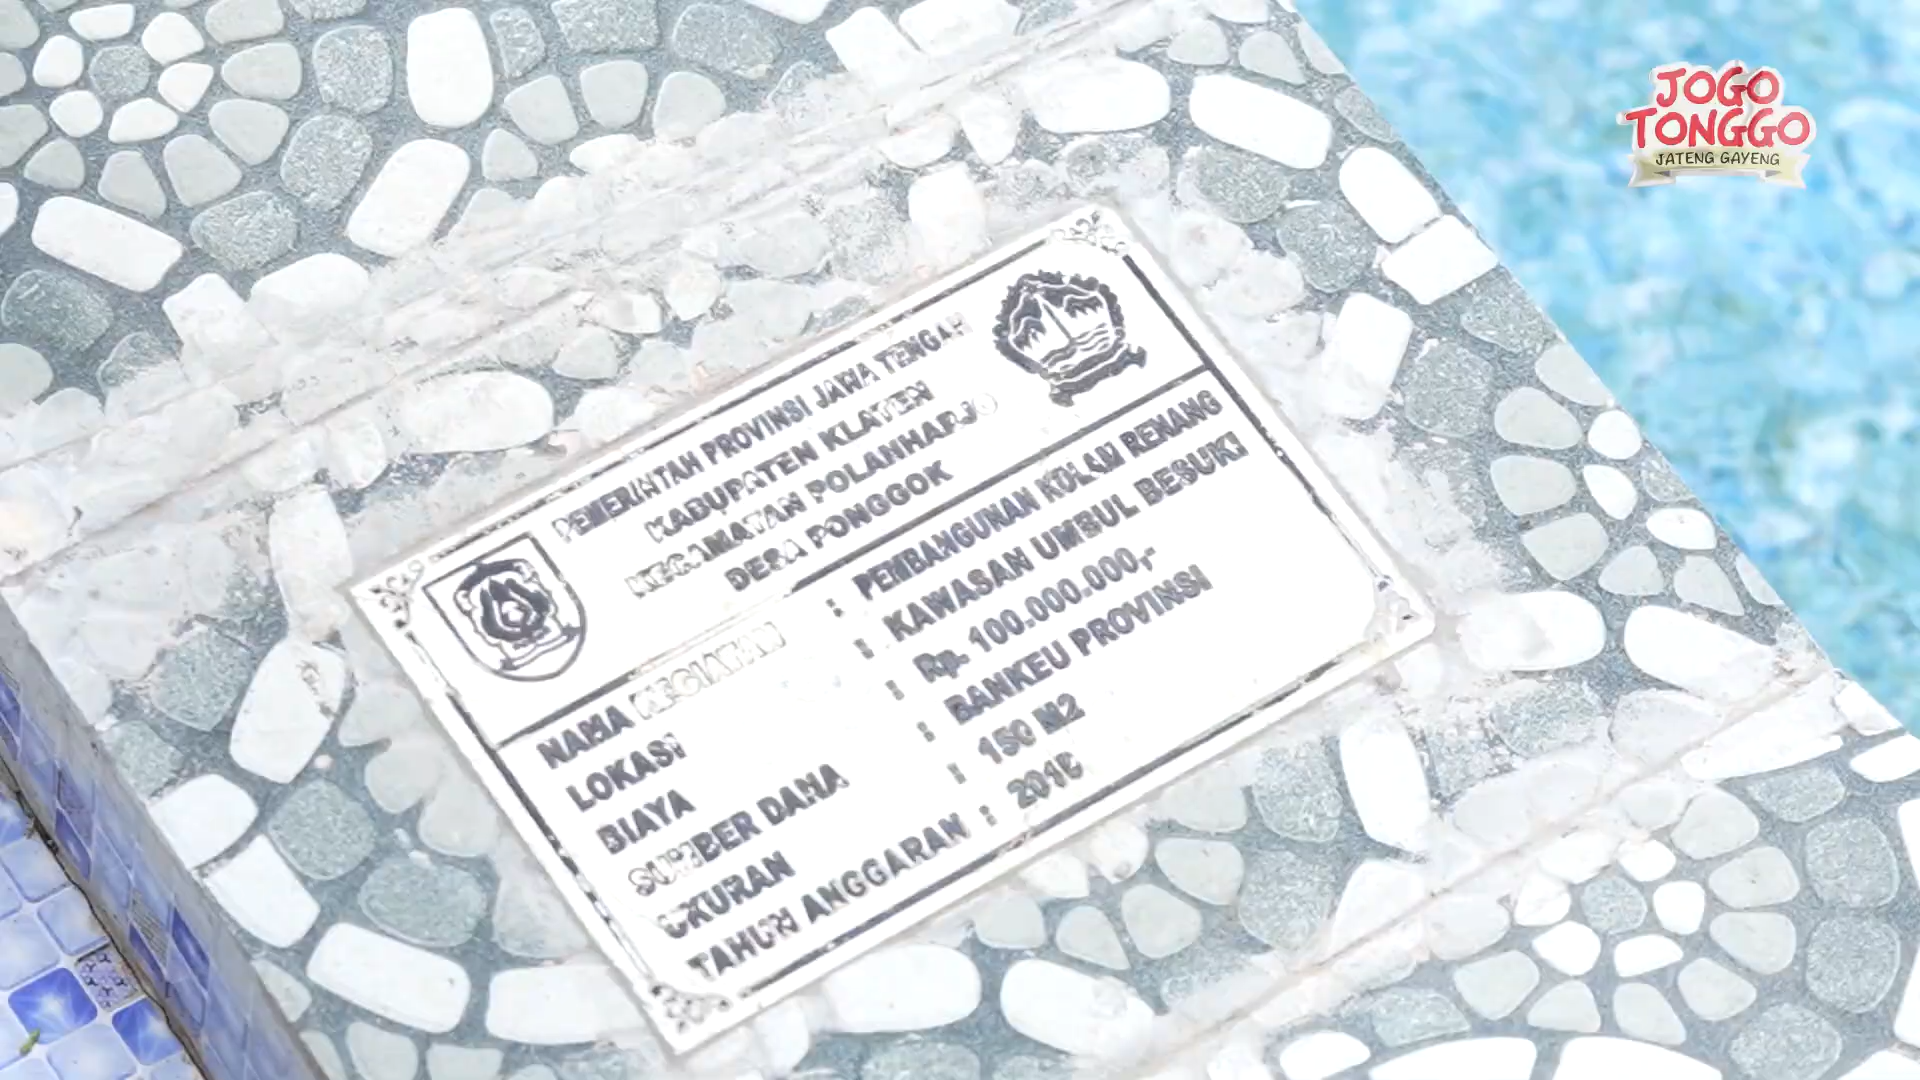 JOGO
TONGGO
JATENG GAYENG
PEMERINTAH PROVINSI JAWA TENGAH
KABUPATEN KLATEN
KECAMATAN POLANHARJO
DESA PONGGOK
NAMA KEGIATAN : PEMBANGUNAN KOLAM RENANG
LOKASI : KAWASAN UMBUL BESUKI
BIAYA : Rp. 100.000.000,-
SUMBER DANA : BANKEU PROVINSI
UKURAN : 150 M2
TAHUN ANGGARAN :